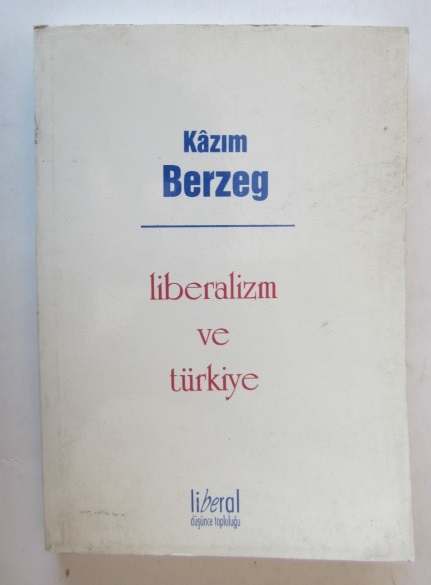 Kâzım
Berzeg
liberalizm
ve
türkiye
liberal
düşünce topluluğu